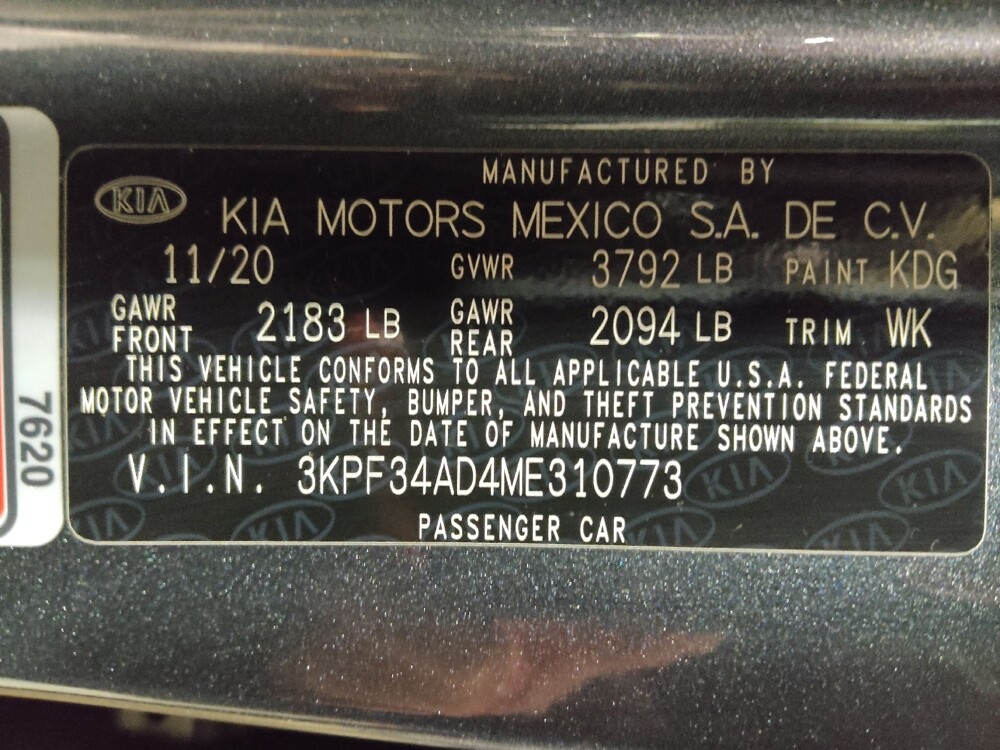 MANUFACTURED BY
KIA
KIA MOTORS MEXICO S.A. DE C.V.
11/20 GVWR 3792 LB PAINT KDG
GAWR FRONT 2183 LB GAWR REAR 2094 LB TRIM WK
THIS VEHICLE CONFORMS TO ALL APPLICABLE U.S.A. FEDERAL
MOTOR VEHICLE SAFETY, BUMPER, AND THEFT PREVENTION STANDARDS
IN EFFECT ON THE DATE OF MANUFACTURE SHOWN ABOVE.
V.I.N. 3KPF34AD4ME310773
PASSENGER CAR
7620